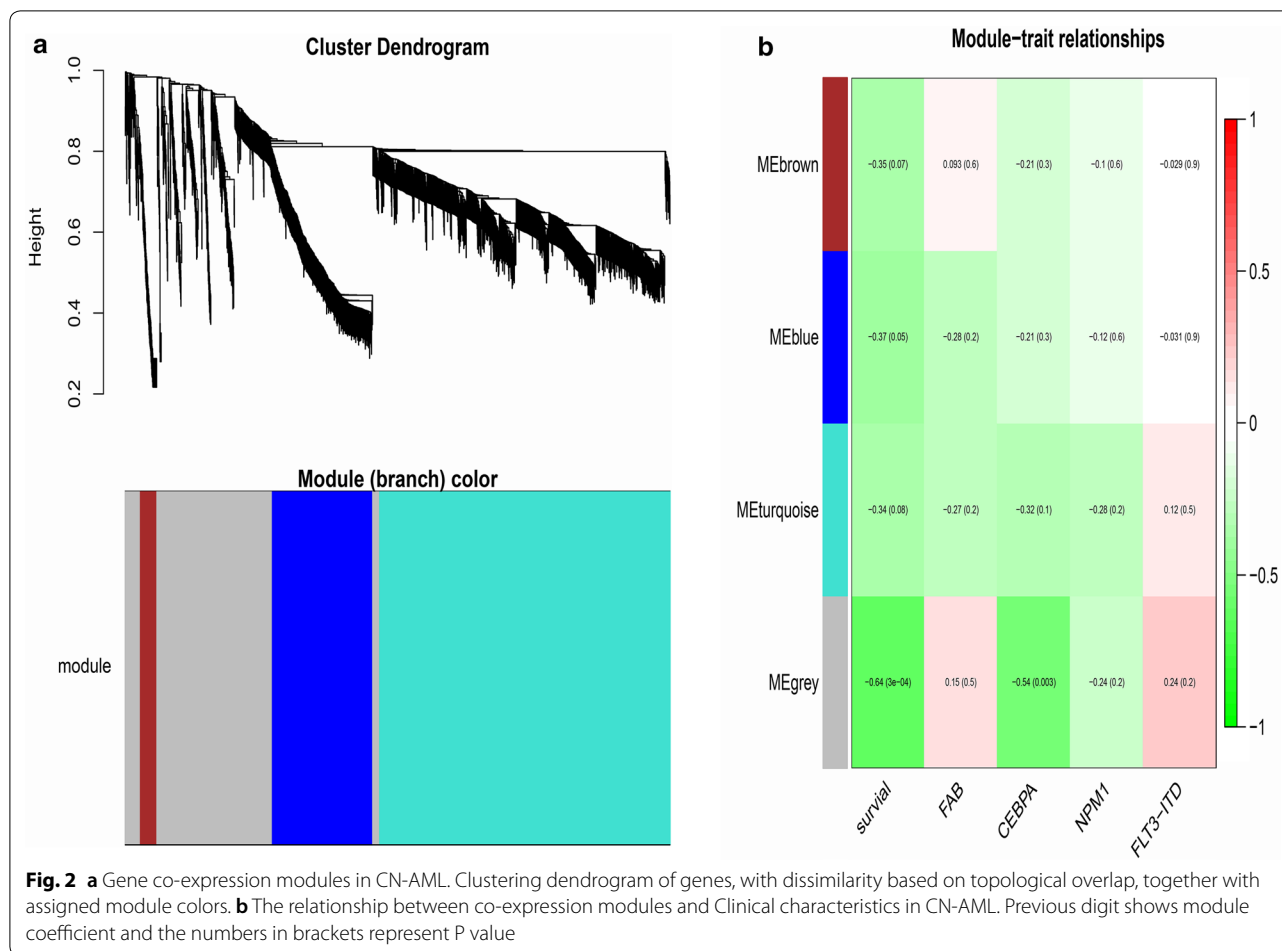 a
Cluster Dendrogram
Height
1.0
0.8
0.6
0.4
0.2
Module (branch) color
module
b
Module−trait relationships
MEbrown
−0.35 (0.07) 0.093 (0.6) −0.21 (0.3) −0.1 (0.6) −0.029 (0.9)
MEblue
−0.37 (0.05) −0.28 (0.2) −0.21 (0.3) −0.12 (0.6) −0.031 (0.9)
MEturquoise
−0.34 (0.08) −0.27 (0.2) −0.32 (0.1) −0.28 (0.2) 0.12 (0.5)
MEgrey
−0.64 (3e−04) 0.15 (0.5) −0.54 (0.003) −0.24 (0.2) 0.24 (0.2)
survial
FAB
CEBPA
NPM1
FLT3−ITD
1
0.5
0
−0.5
−1
Fig. 2 a Gene co-expression modules in CN-AML. Clustering dendrogram of genes, with dissimilarity based on topological overlap, together with
assigned module colors. b The relationship between co-expression modules and Clinical characteristics in CN-AML. Previous digit shows module
coefficient and the numbers in brackets represent P value